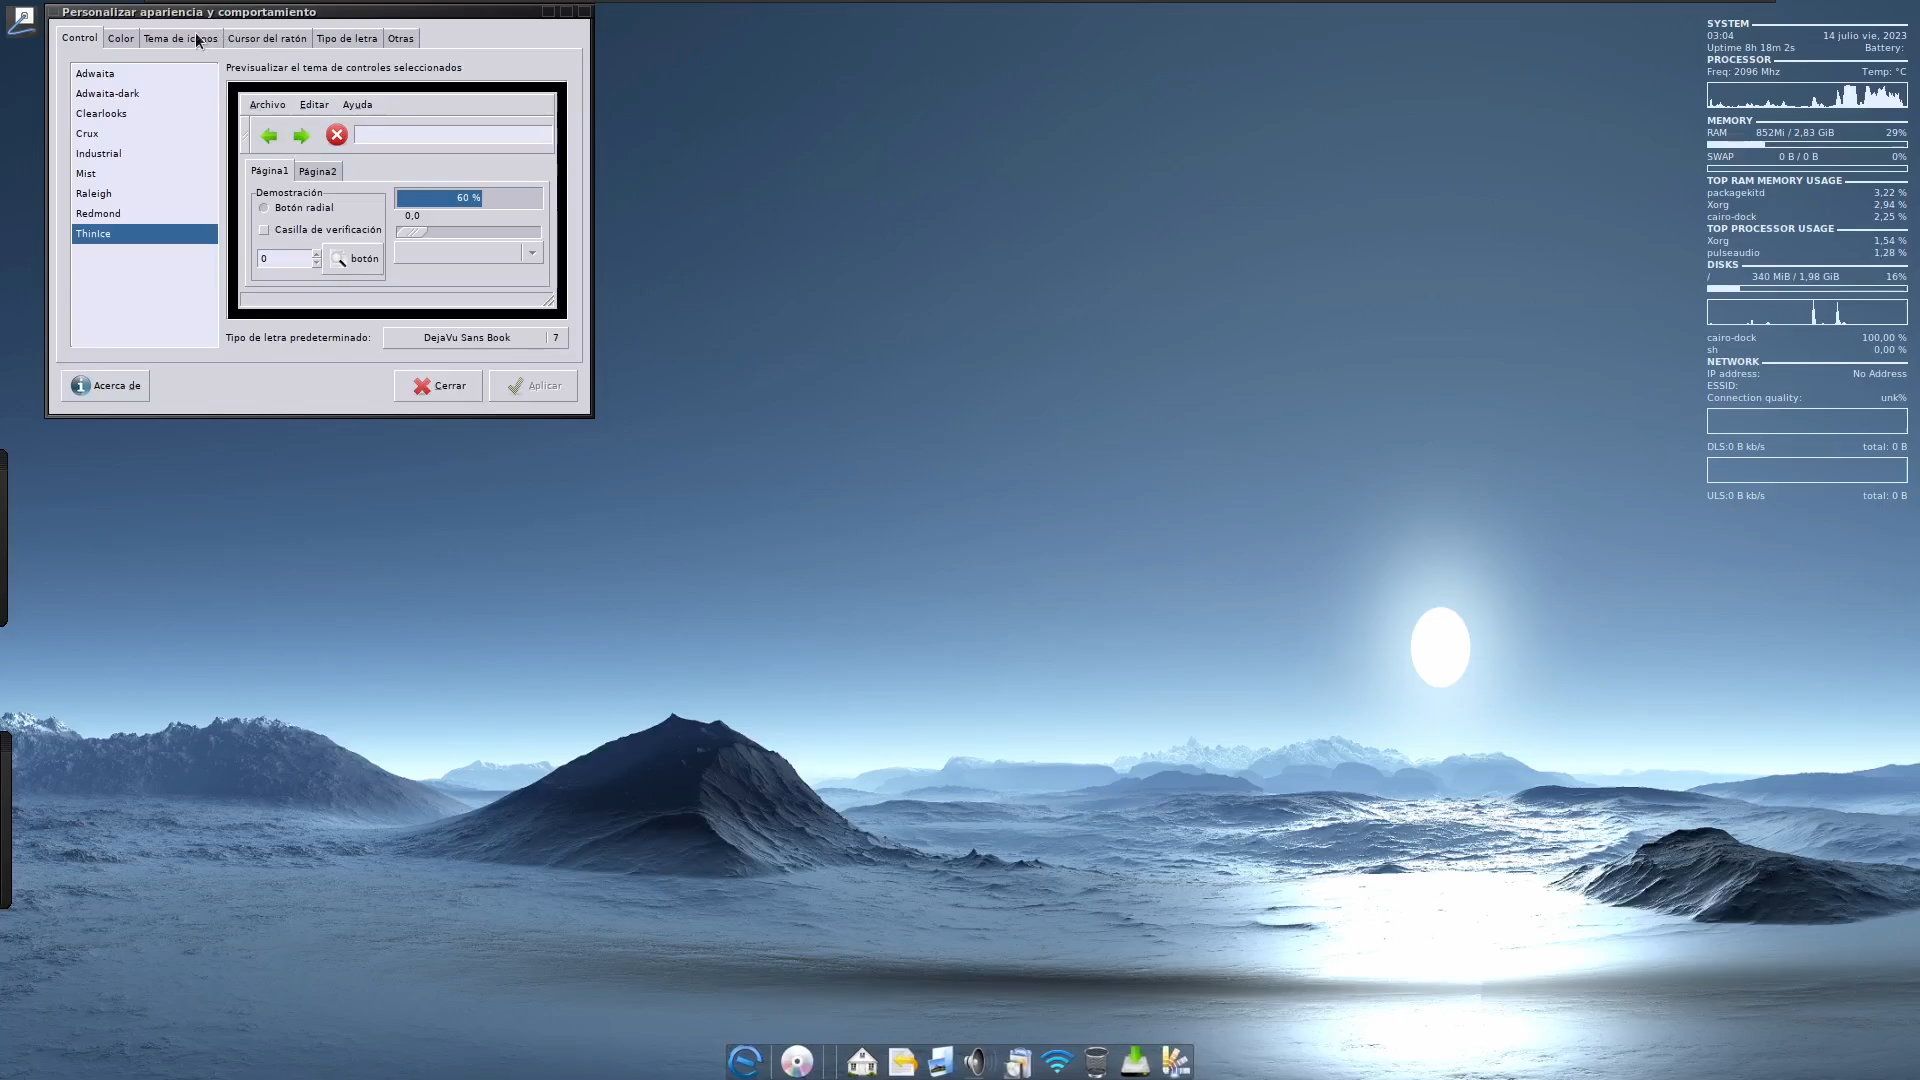 Personalizar apariencia y comportamiento
Control Color Tema de iconos Cursor del ratón Tipo de letra Otras
Adwaita
Adwaita-dark
Clearlooks
Crux
Industrial
Mist
Raleigh
Redmond
ThinIce
Previsualizar el tema de controles seleccionados
Archivo Editar Ayuda
Página1 Página2
Demostración
Botón radial
Casilla de verificación
0 botón
60 %
0,0
Tipo de letra predeterminado: DejaVu Sans Book 7
Acerca de Cerrar Aplicar
SYSTEM
03:04 14 julio vie, 2023
Uptime 8h 18m 2s Battery:
PROCESSOR
Freq: 2096 Mhz Temp: °C
MEMORY
RAM 852Mi / 2,83 GiB 29%
SWAP 0 B / 0 B 0%
TOP RAM MEMORY USAGE
packagekitd 3,22 %
Xorg 2,94 %
cairo-dock 2,25 %
TOP PROCESSOR USAGE
Xorg 1,54 %
pulseaudio 1,28 %
DISKS
/ 340 MiB / 1,98 GiB 16%
cairo-dock 100,00 %
sh 0,00 %
NETWORK
IP address: No Address
ESSID:
Connection quality: unk%
DLS:0 B kb/s total: 0 B
ULS:0 B kb/s total: 0 B